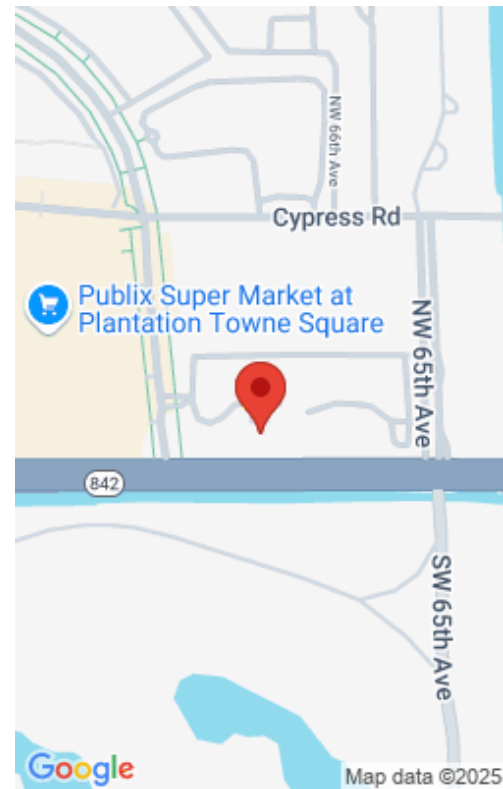 NW 66th Ave
Cypress Rd
Publix Super Market at
Plantation Towne Square
NW 65th Ave
842
SW 65th Ave
Google
Map data ©2025